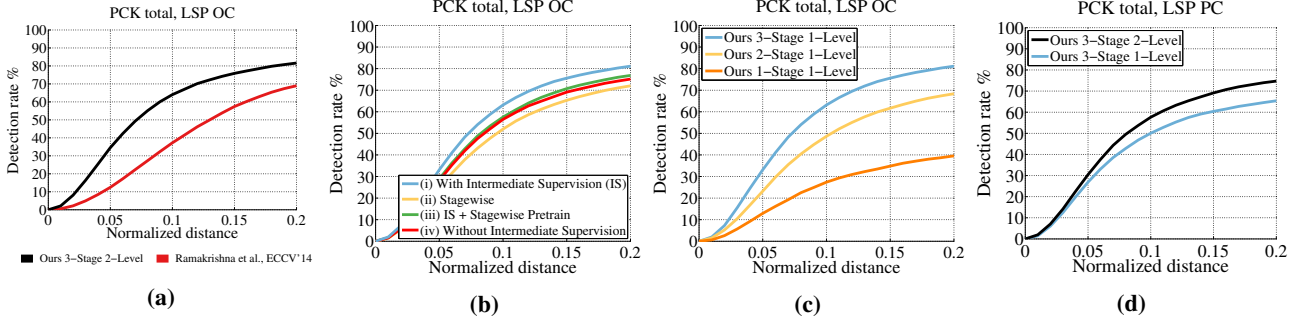 PCK total, LSP OC
100
90
80
70
60
50
40
30
20
10
0
Detection rate %
0
0.05
0.1
0.15
0.2
Normalized distance
Ours 3−Stage 2−Level
Ramakrishna et al., ECCV'14
(a)
PCK total, LSP OC
100
90
80
70
60
50
40
30
20
10
0
Detection rate %
(i) With Intermediate Supervision (IS)
(ii) Stagewise
(iii) IS + Stagewise Pretrain
(iv) Without Intermediate Supervision
0
0.05
0.1
0.15
0.2
Normalized distance
(b)
PCK total, LSP OC
100
90
80
70
60
50
40
30
20
10
0
Detection rate %
Ours 3−Stage 1−Level
Ours 2−Stage 1−Level
Ours 1−Stage 1−Level
0
0.05
0.1
0.15
0.2
Normalized distance
(c)
PCK total, LSP PC
100
90
80
70
60
50
40
30
20
10
0
Detection rate %
Ours 3−Stage 2−Level
Ours 3−Stage 1−Level
0
0.05
0.1
0.15
0.2
Normalized distance
(d)